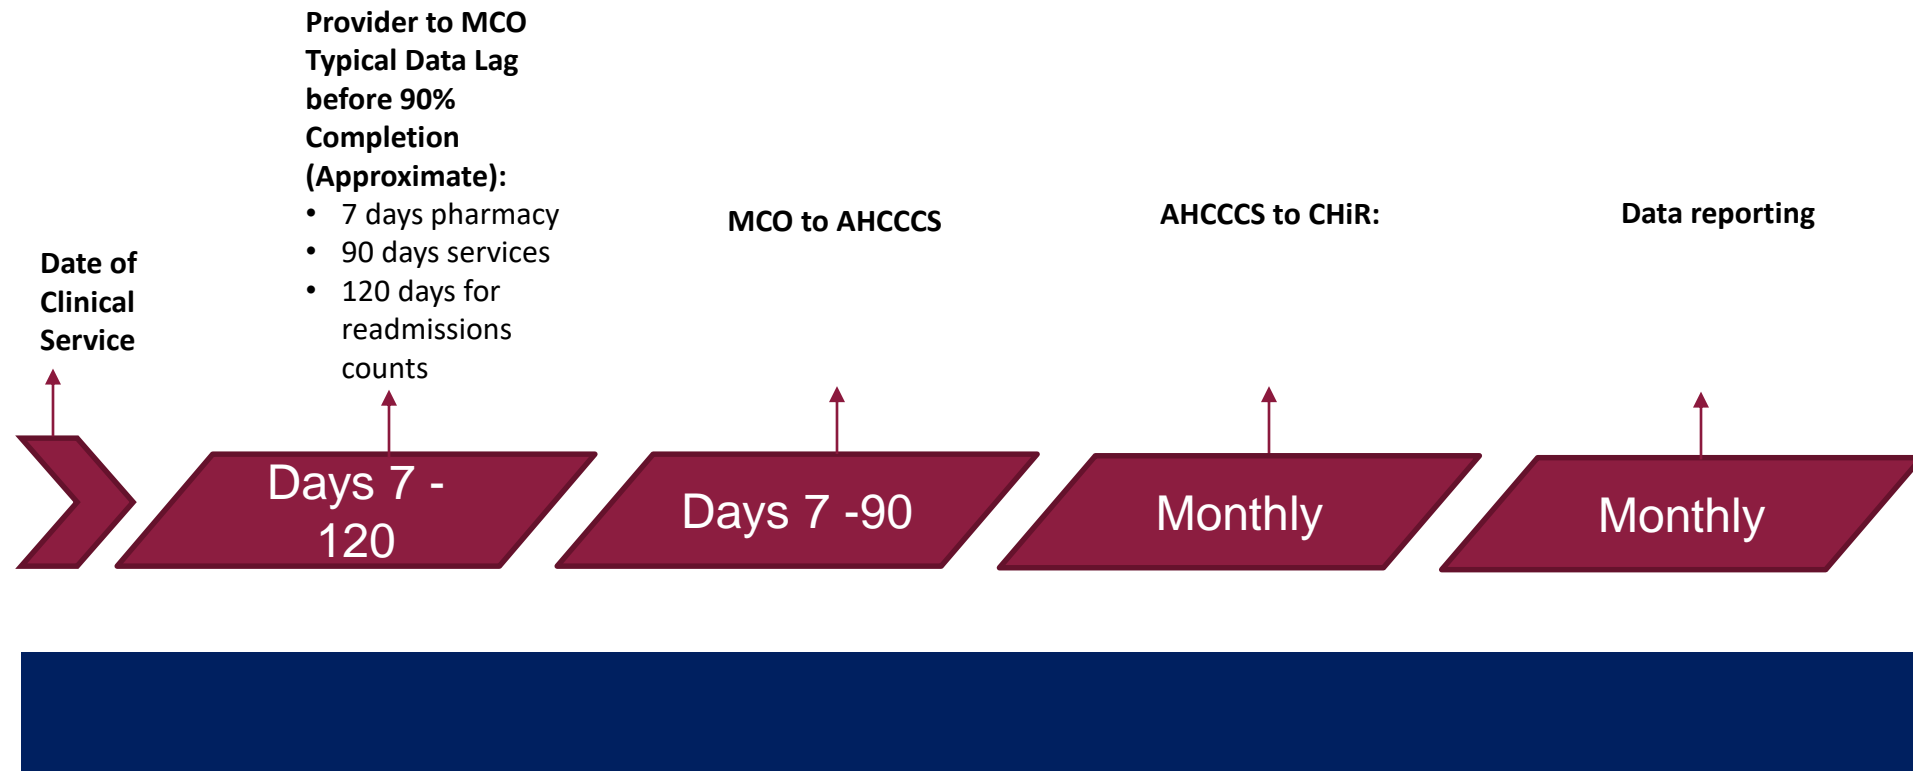 Date of
Clinical
Service
Provider to MCO
Typical Data Lag
before 90%
Completion
(Approximate):
• 7 days pharmacy
• 90 days services
• 120 days for
readmissions
counts
MCO to AHCCCS
AHCCCS to CHiR:
Data reporting
Days 7 -
120
Days 7 -90
Monthly
Monthly